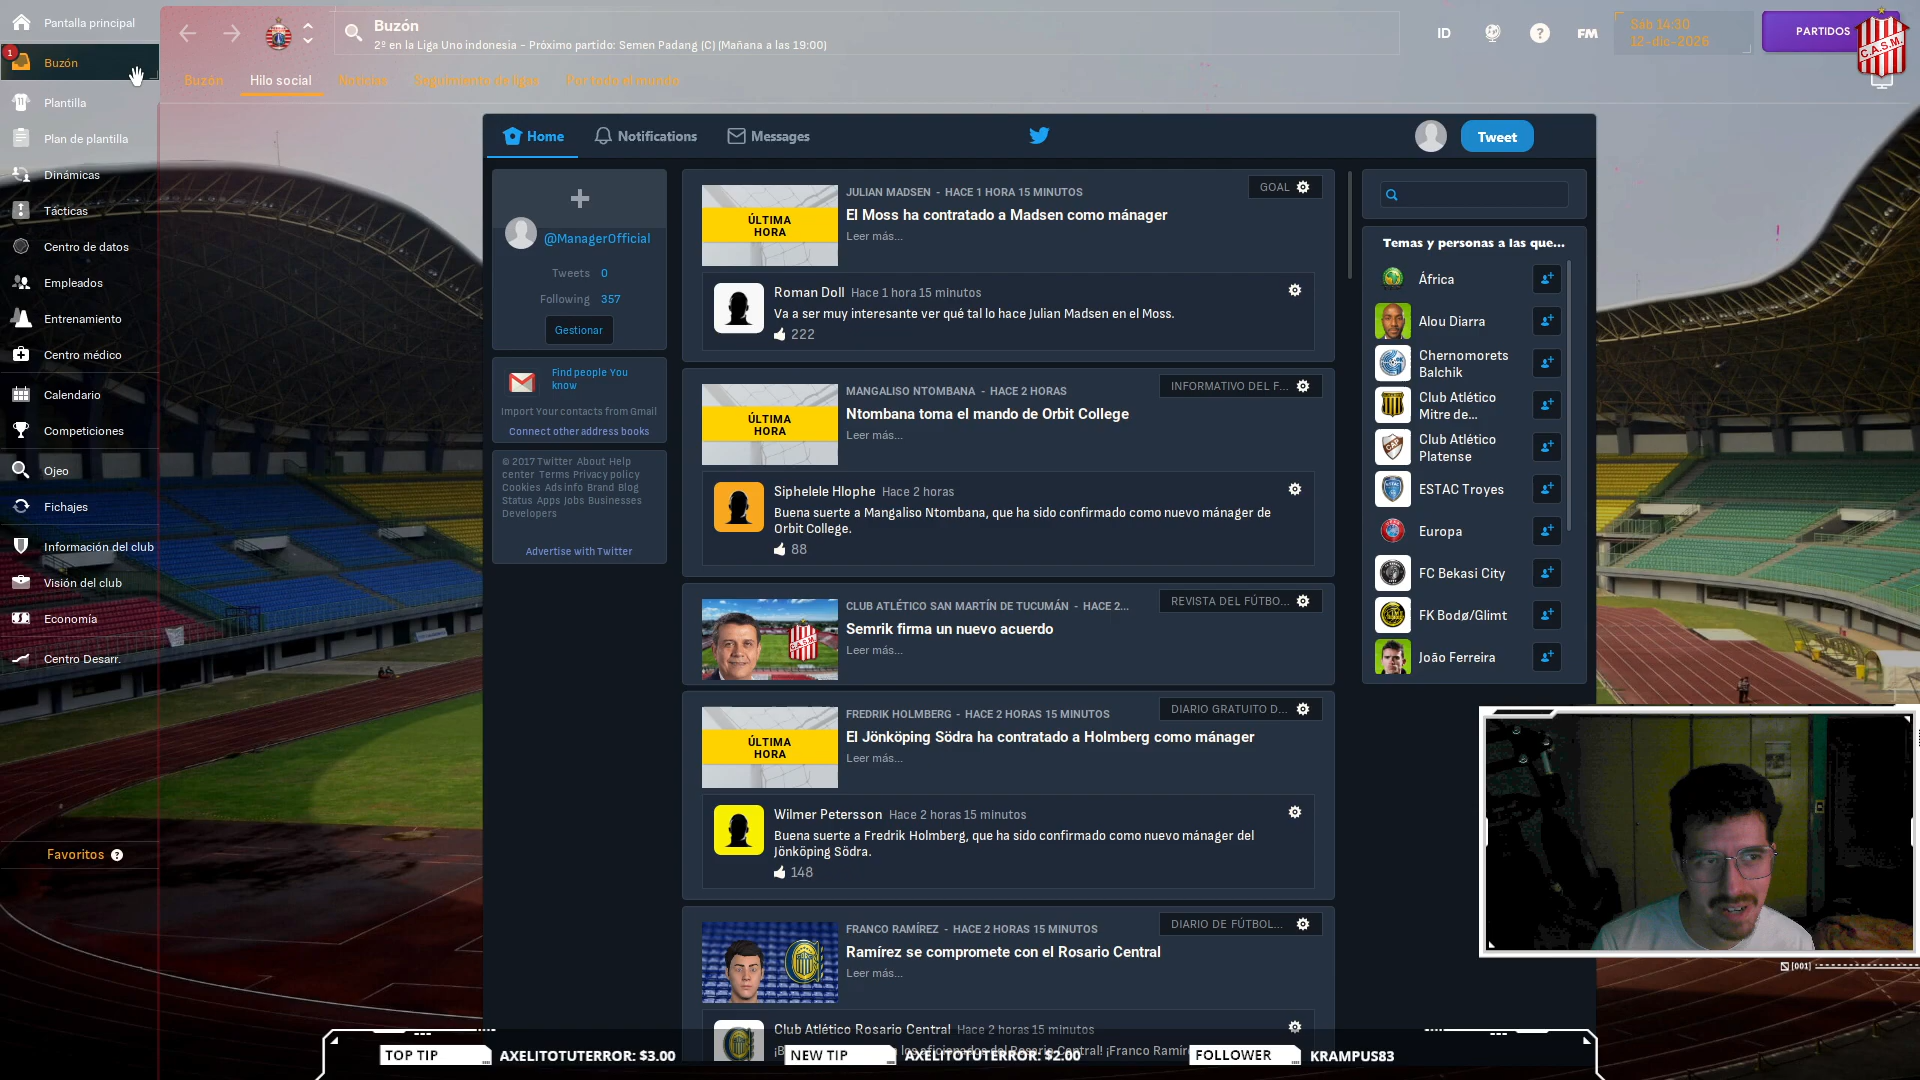 Pantalla principal
1
Buzón
Plantilla
Plan de plantilla
Dinámicas
Tácticas
Centro de datos
Empleados
Entrenamiento
Centro médico
Calendario
Competiciones
Ojeo
Fichajes
Información del club
Visión del club
Economía
Centro Desarr.
Favoritos
Buzón
2º en la Liga Uno indonesia - Próximo partido: Semen Padang (C) (Mañana a las 19:00)
ID
FM
Sáb 14:30
12-dic-2026
PARTIDOS
C.A.S.M.
Buzón
Hilo social
Noticias
Seguimiento de ligas
Por todo el mundo
Home
Notifications
Messages
Tweet
@ManagerOfficial
Tweets 0
Following 357
Gestionar
Find people You
know
Import Your contacts from Gmail
Connect other address books
© 2017 Twitter About Help
center Terms Privacy policy
Cookies Ads info Brand Blog
Status Apps Jobs Businesses
Developers
Advertise with Twitter
ÚLTIMA
HORA
JULIAN MADSEN - HACE 1 HORA 15 MINUTOS
GOAL
El Moss ha contratado a Madsen como mánager
Leer más...
Roman Doll Hace 1 hora 15 minutos
Va a ser muy interesante ver qué tal lo hace Julian Madsen en el Moss.
222
ÚLTIMA
HORA
MANGALISO NTOMBANA - HACE 2 HORAS
INFORMATIVO DEL F...
Ntombana toma el mando de Orbit College
Leer más...
Siphelele Hlophe Hace 2 horas
Buena suerte a Mangaliso Ntombana, que ha sido confirmado como nuevo mánager de
Orbit College.
88
CLUB ATLÉTICO SAN MARTÍN DE TUCUMÁN - HACE 2...
REVISTA DEL FÚTBO...
Semrik firma un nuevo acuerdo
Leer más...
ÚLTIMA
HORA
FREDRIK HOLMBERG - HACE 2 HORAS 15 MINUTOS
DIARIO GRATUITO D...
El Jönköping Södra ha contratado a Holmberg como mánager
Leer más...
Wilmer Petersson Hace 2 horas 15 minutos
Buena suerte a Fredrik Holmberg, que ha sido confirmado como nuevo mánager del
Jönköping Södra.
148
FRANCO RAMÍREZ - HACE 2 HORAS 15 MINUTOS
DIARIO DE FÚTBOL...
Ramírez se compromete con el Rosario Central
Leer más...
Club Atlético Rosario Central Hace 2 horas 15 minutos
los aficionados del Rosario Central! ¡Franco
Temas y personas a las que...
África
Alou Diarra
Chernomorets
Balchik
Club Atlético
Mitre de...
Club Atlético
Platense
ESTAC Troyes
Europa
FC Bekasi City
FK Bodø/Glimt
João Ferreira
[001]
TOP TIP
AXELITOTUTERROR: $3.00
NEW TIP
AXELITOTUTERROR: $2.00
FOLLOWER
KRAMPUS83